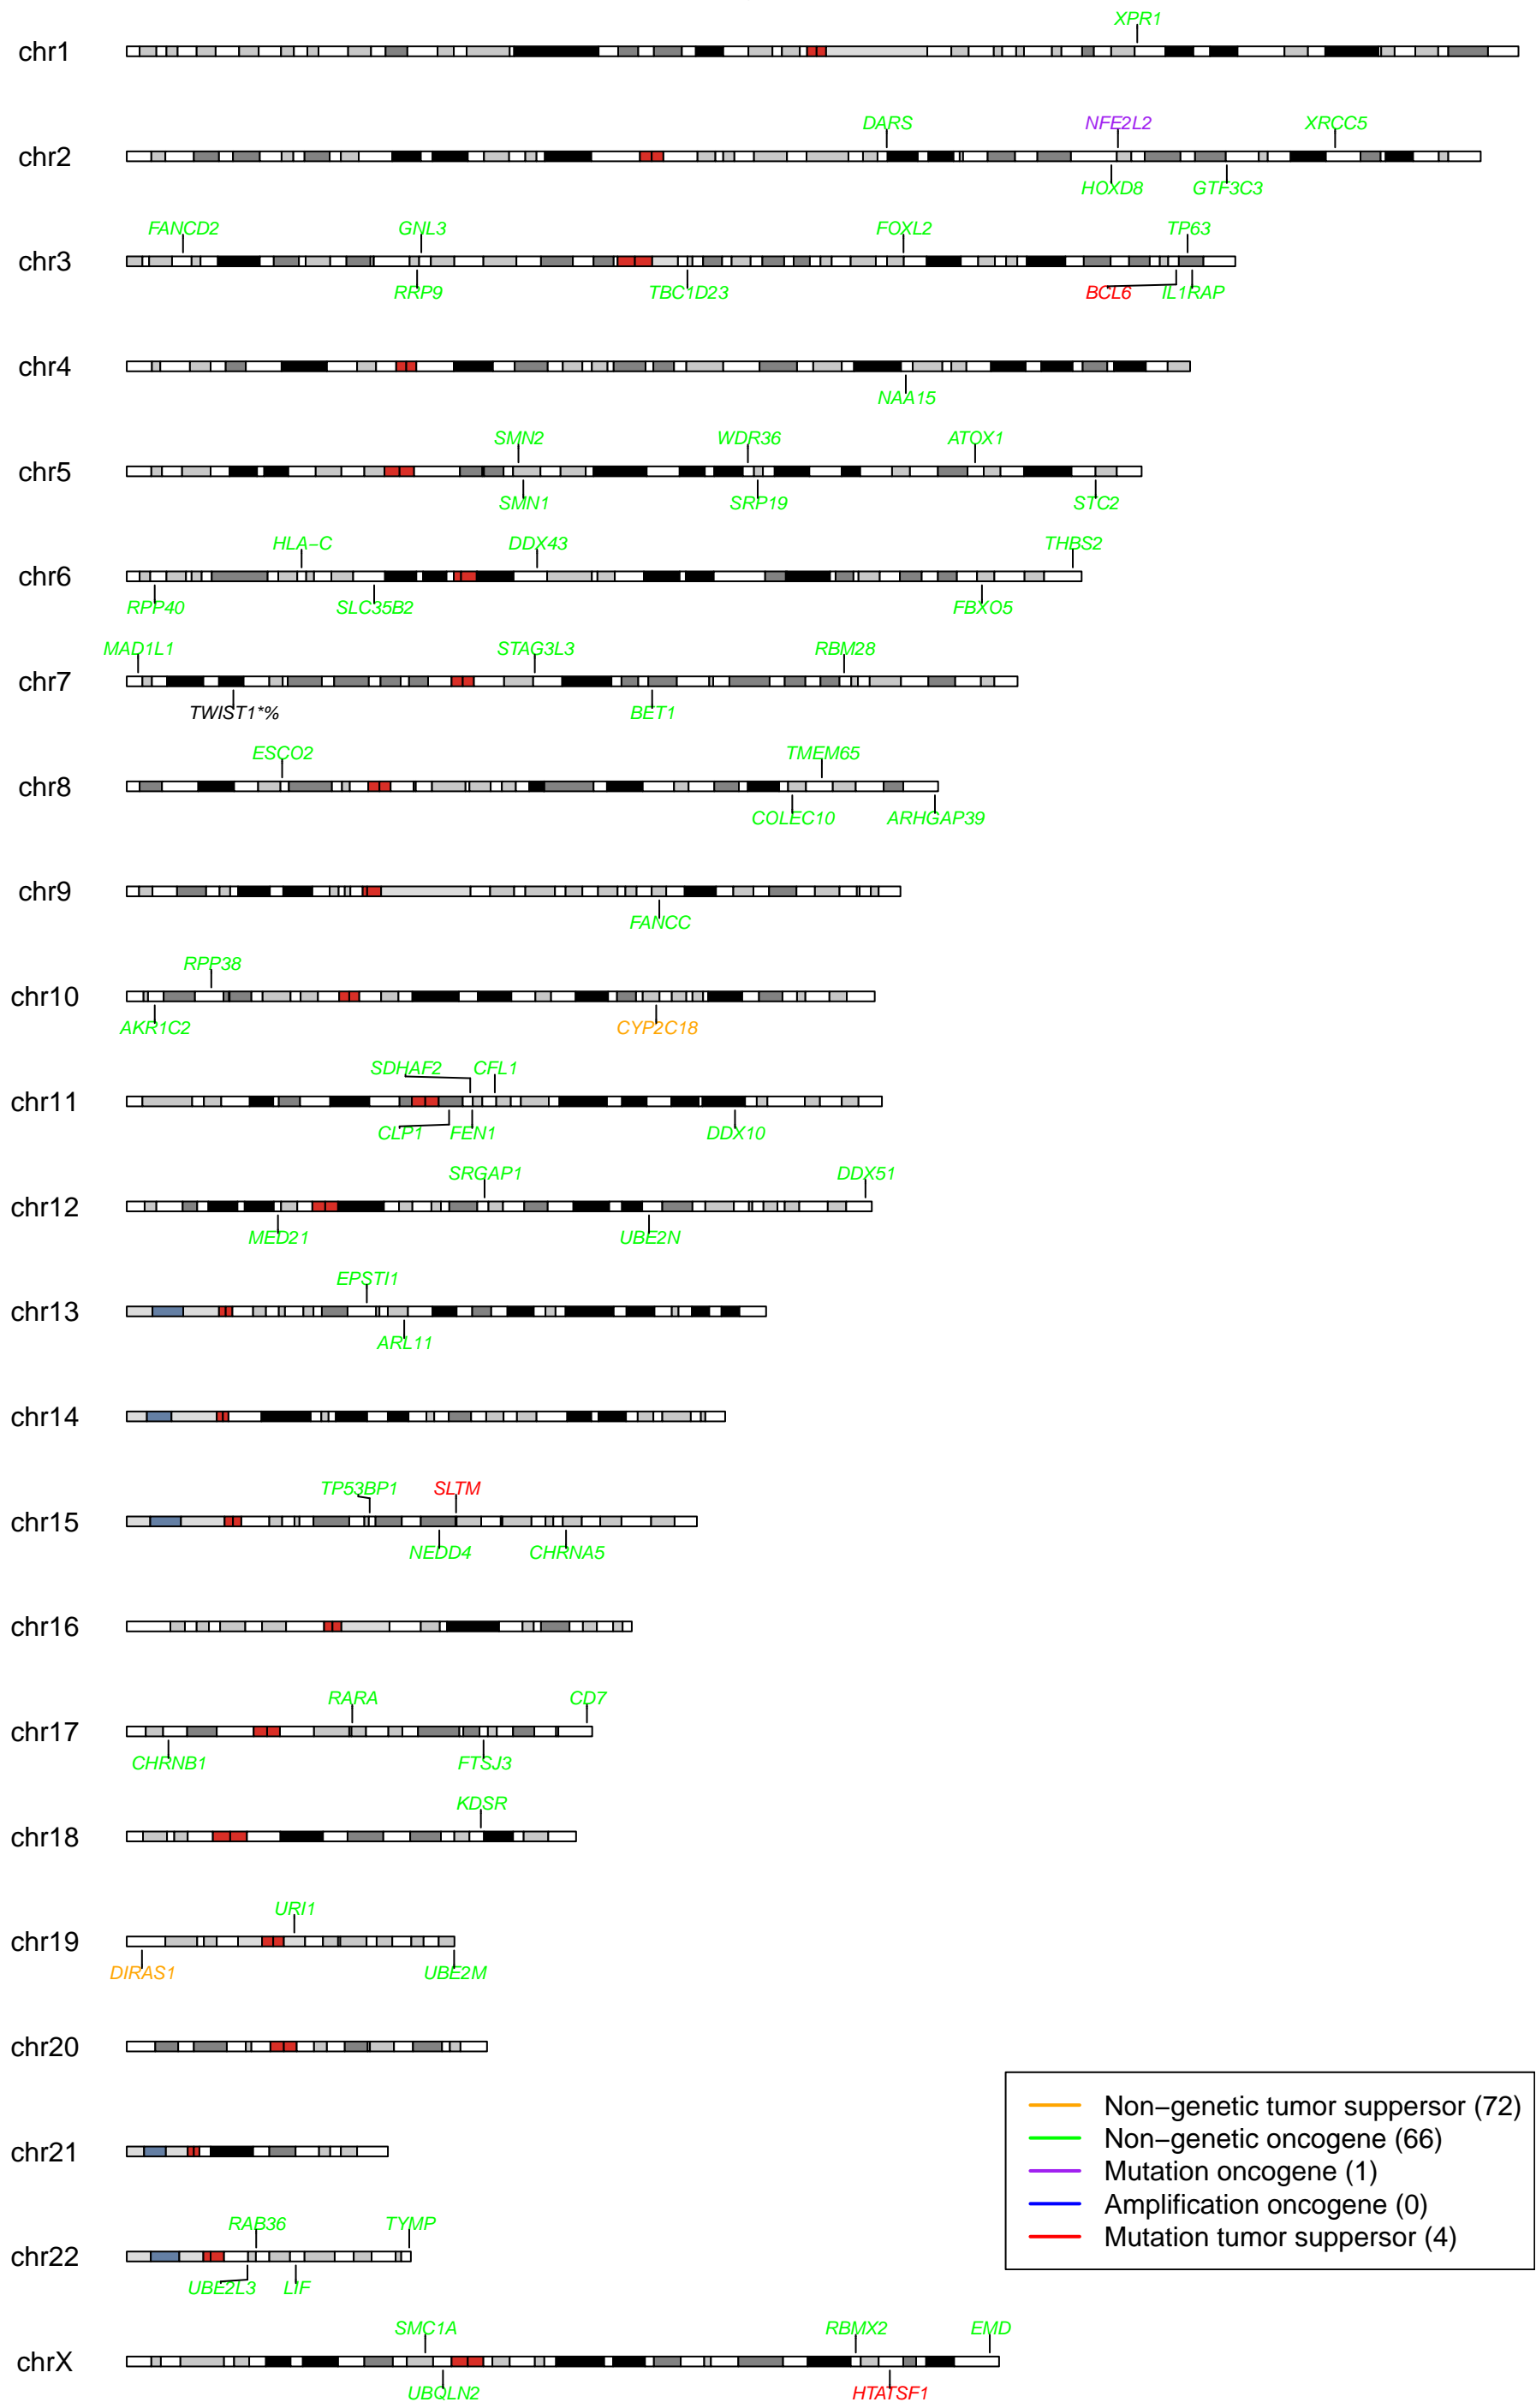 XPR1
chr1
DARS NFE2L2 XRCC5
chr2
HOXD8 GTF3C3
FANCD2 GNL3 FOXL2 TP63
chr3
RRP9 TBC1D23 BCL6 IL1RAP
chr4
NAA15
SMN2 WDR36 ATOX1
chr5
SMN1 SRP19 STC2
HLA−C DDX43 THBS2
chr6
RPP40 SLC35B2 FBXO5
MAD1L1 STAG3L3 RBM28
chr7
TWIST1*% BET1
ESCO2 TMEM65
chr8
COLEC10 ARHGAP39
chr9
FANCC
RPP38
chr10
AKR1C2 CYP2C18
SDHAF2 CFL1
chr11
CLP1 FEN1 DDX10
SRGAP1 DDX51
chr12
MED21 UBE2N
EPSTI1
chr13
ARL11
chr14
TP53BP1 SLTM
chr15
NEDD4 CHRNA5
chr16
RARA CD7
chr17
CHRNB1 FTSJ3
KDSR
chr18
URI1
chr19
DIRAS1 UBE2M
chr20
chr21
RAB36 TYMP
chr22
UBE2L3 LIF
SMC1A RBMX2 EMD
chrX
UBQLN2 HTATSF1
Non−genetic tumor suppersor (72)
Non−genetic oncogene (66)
Mutation oncogene (1)
Amplification oncogene (0)
Mutation tumor suppersor (4)